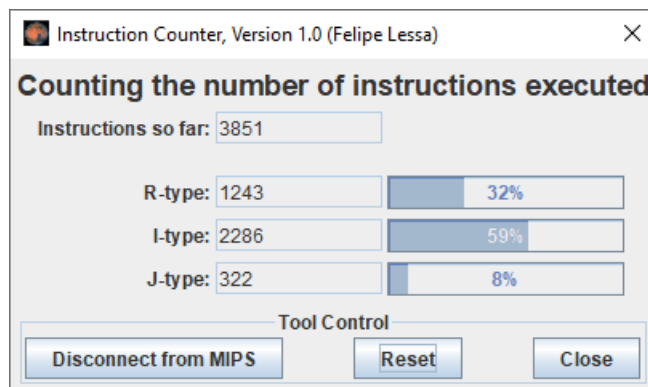 Instruction Counter, Version 1.0 (Felipe Lessa)
Counting the number of instructions executed
Instructions so far: 3851
R-type: 1243 32%
I-type: 2286 59%
J-type: 322 8%
Tool Control
Disconnect from MIPS Reset Close